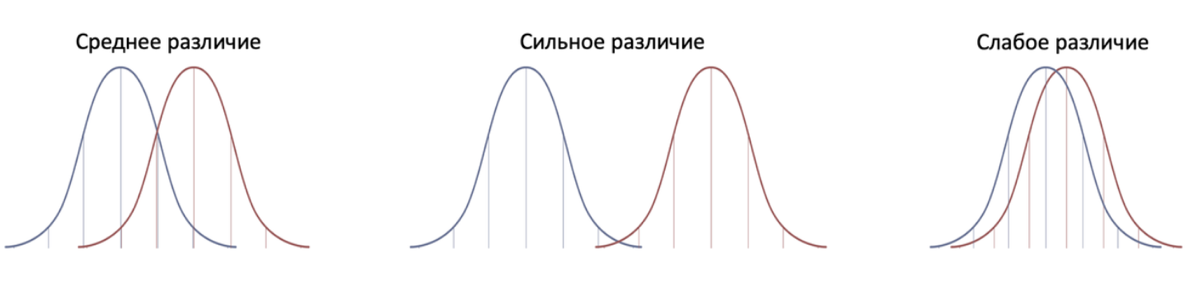 Среднее различие
Сильное различие
Слабое различие